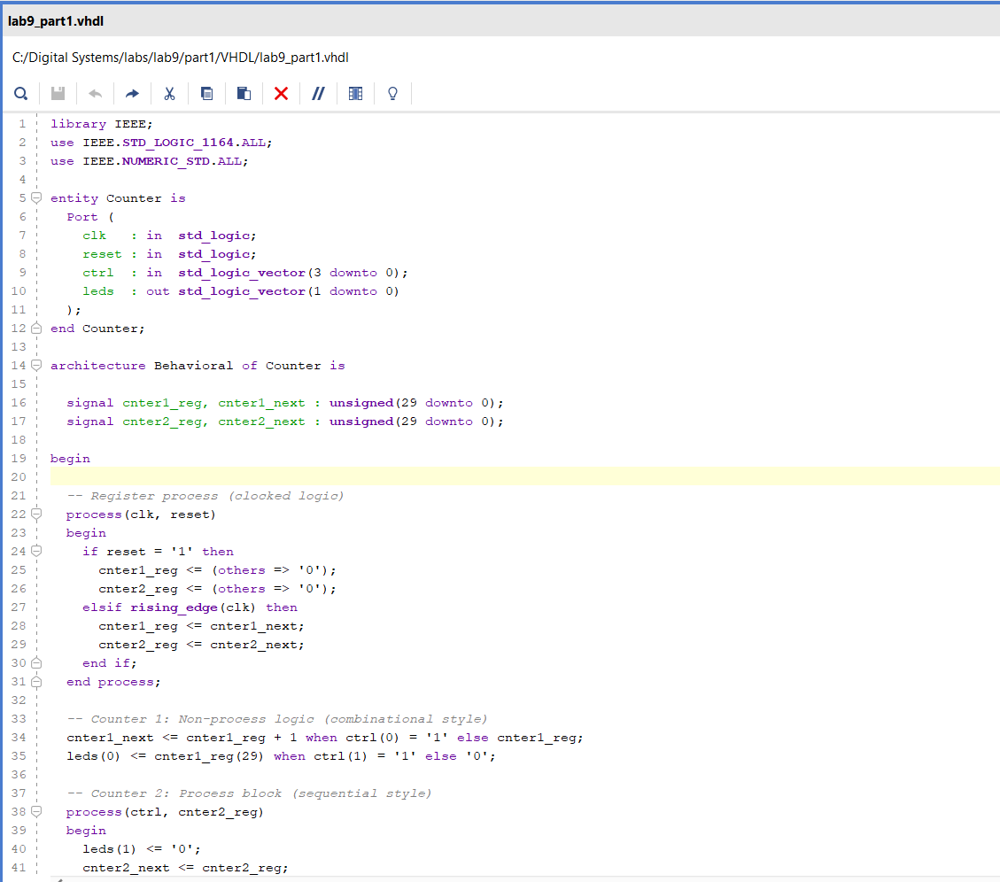 lab9_part1.vhdl
C:/Digital Systems/labs/lab9/part1/VHDL/lab9_part1.vhdl
1 library IEEE;
2 use IEEE.STD_LOGIC_1164.ALL;
3 use IEEE.NUMERIC_STD.ALL;
4
5 entity Counter is
6   Port (
7     clk   : in  std_logic;
8     reset : in  std_logic;
9     ctrl  : in  std_logic_vector(3 downto 0);
10     leds  : out std_logic_vector(1 downto 0)
11   );
12 end Counter;
13
14 architecture Behavioral of Counter is
15
16   signal cnter1_reg, cnter1_next : unsigned(29 downto 0);
17   signal cnter2_reg, cnter2_next : unsigned(29 downto 0);
18
19 begin
20
21   -- Register process (clocked logic)
22   process(clk, reset)
23   begin
24     if reset = '1' then
25       cnter1_reg <= (others => '0');
26       cnter2_reg <= (others => '0');
27     elsif rising_edge(clk) then
28       cnter1_reg <= cnter1_next;
29       cnter2_reg <= cnter2_next;
30     end if;
31   end process;
32
33   -- Counter 1: Non-process logic (combinational style)
34   cnter1_next <= cnter1_reg + 1 when ctrl(0) = '1' else cnter1_reg;
35   leds(0) <= cnter1_reg(29) when ctrl(1) = '1' else '0';
36
37   -- Counter 2: Process block (sequential style)
38   process(ctrl, cnter2_reg)
39   begin
40     leds(1) <= '0';
41     cnter2_next <= cnter2_reg;